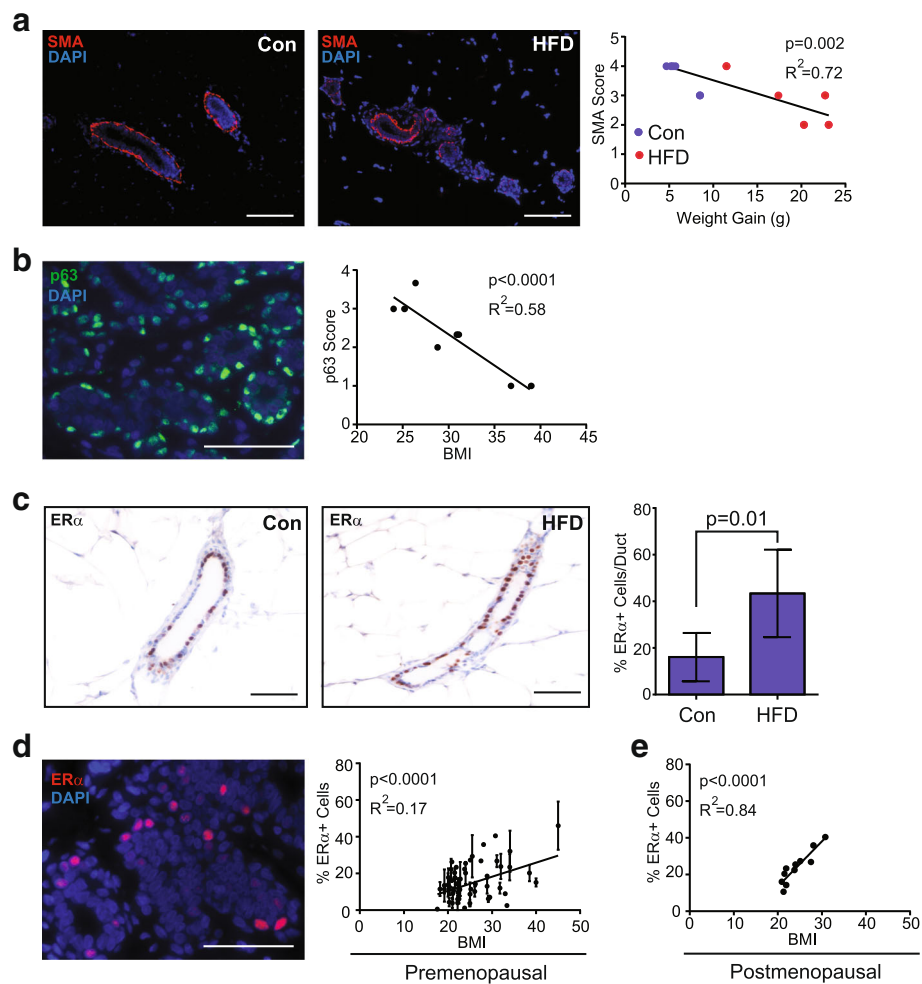 a
SMA
DAPI
Con
SMA
DAPI
HFD
SMA Score
5
4
3
2
1
0
p=0.002
R²=0.72
Con
HFD
0 5 10 15 20 25
Weight Gain (g)
b
p63
DAPI
p63 Score
4
3
2
1
0
p<0.0001
R²=0.58
20 25 30 35 40 45
BMI
c
ERα
Con
ERα
HFD
% ERα+ Cells/Duct
80
60
40
20
0
p=0.01
Con HFD
d
ERα
DAPI
% ERα+ Cells
80
60
40
20
0
p<0.0001
R²=0.17
0 10 20 30 40 50
BMI
Premenopausal
e
% ERα+ Cells
80
60
40
20
0
p<0.0001
R²=0.84
0 10 20 30 40 50
BMI
Postmenopausal